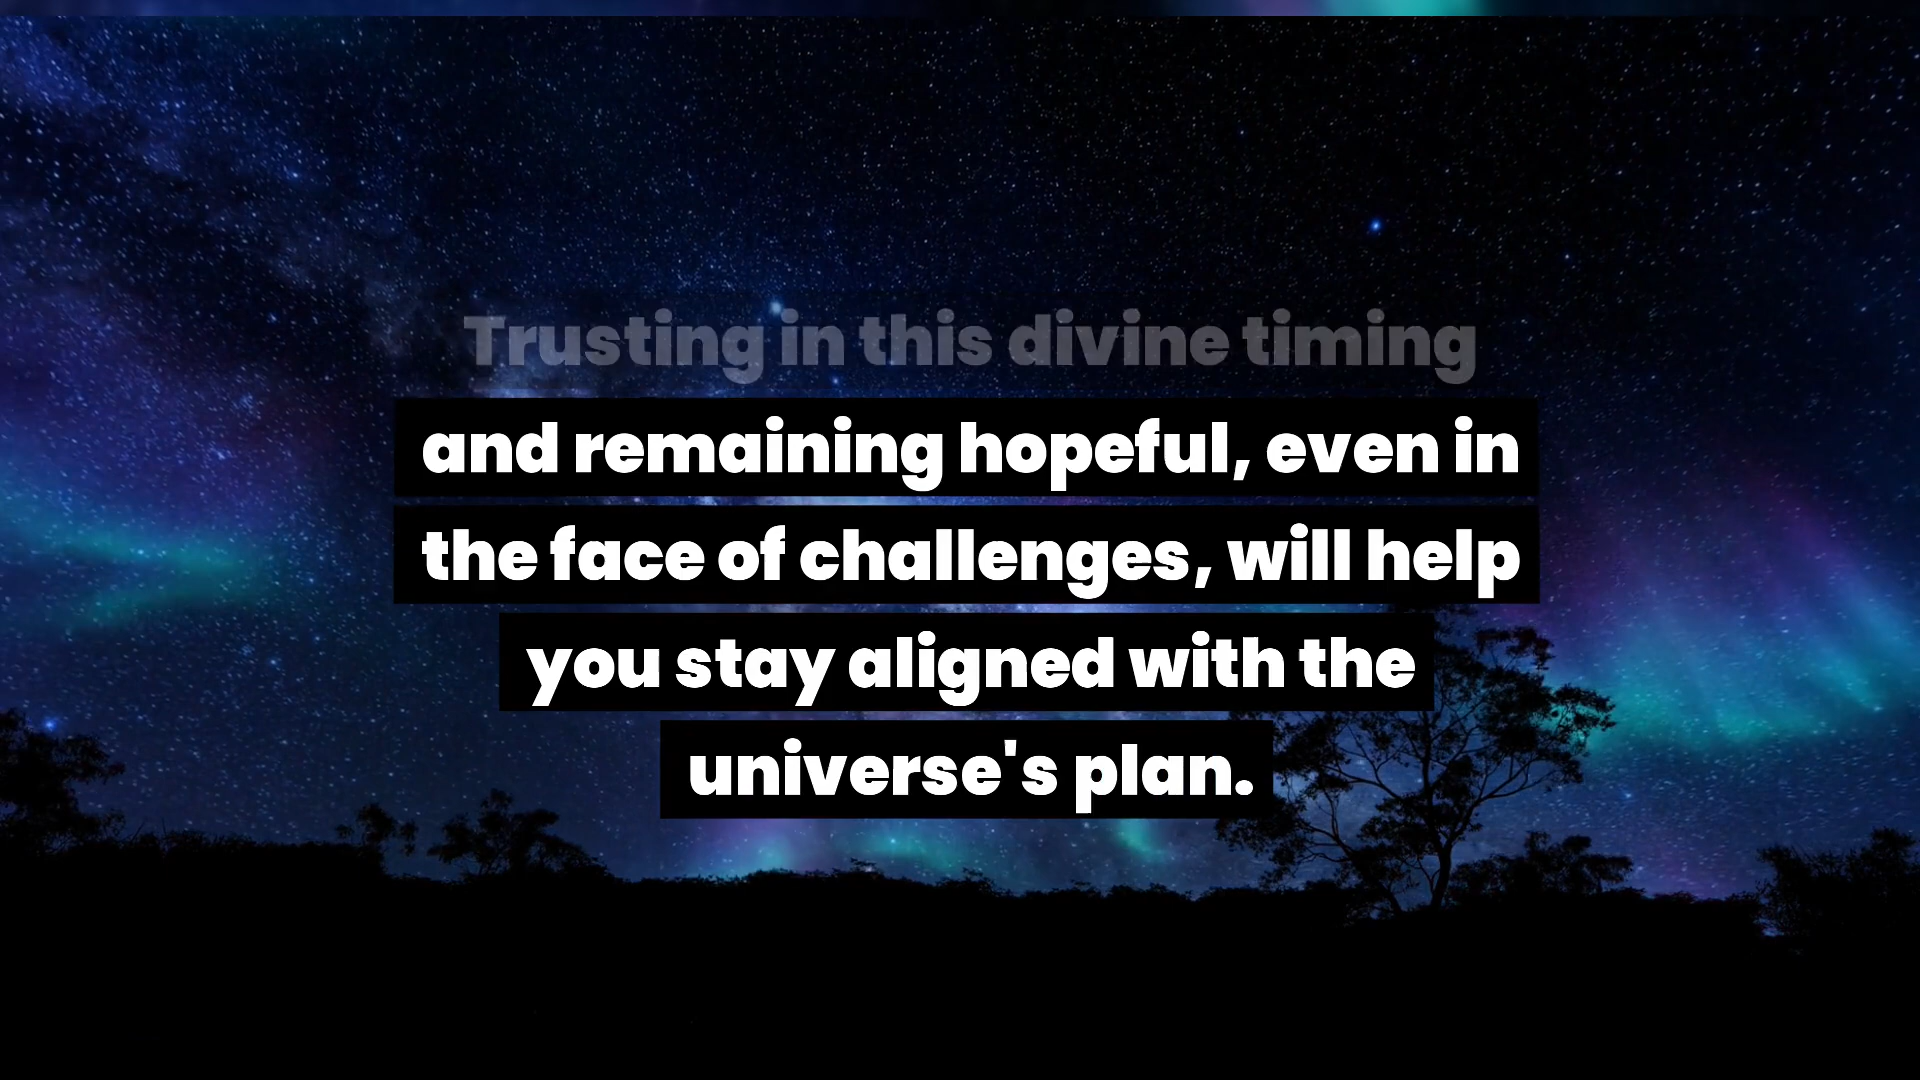 Trusting in this divine timing
and remaining hopeful, even in
the face of challenges, will help
you stay aligned with the
universe's plan.